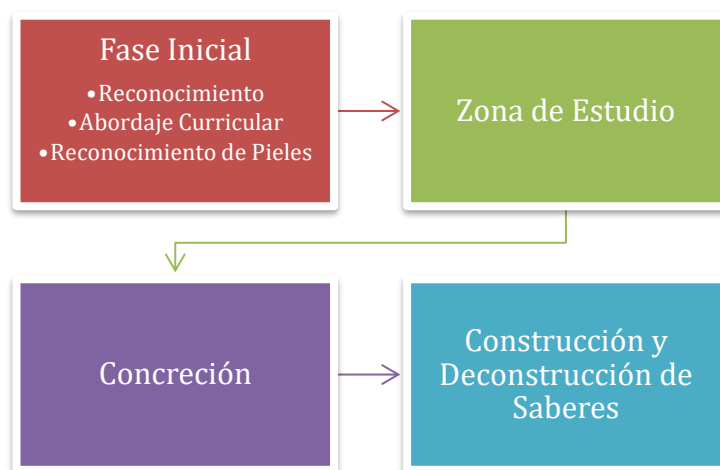 Fase Inicial
•Reconocimiento
•Abordaje Curricular
•Reconocimiento de Pieles
Zona de Estudio
Concreción
Construcción y
Deconstrucción de
Saberes